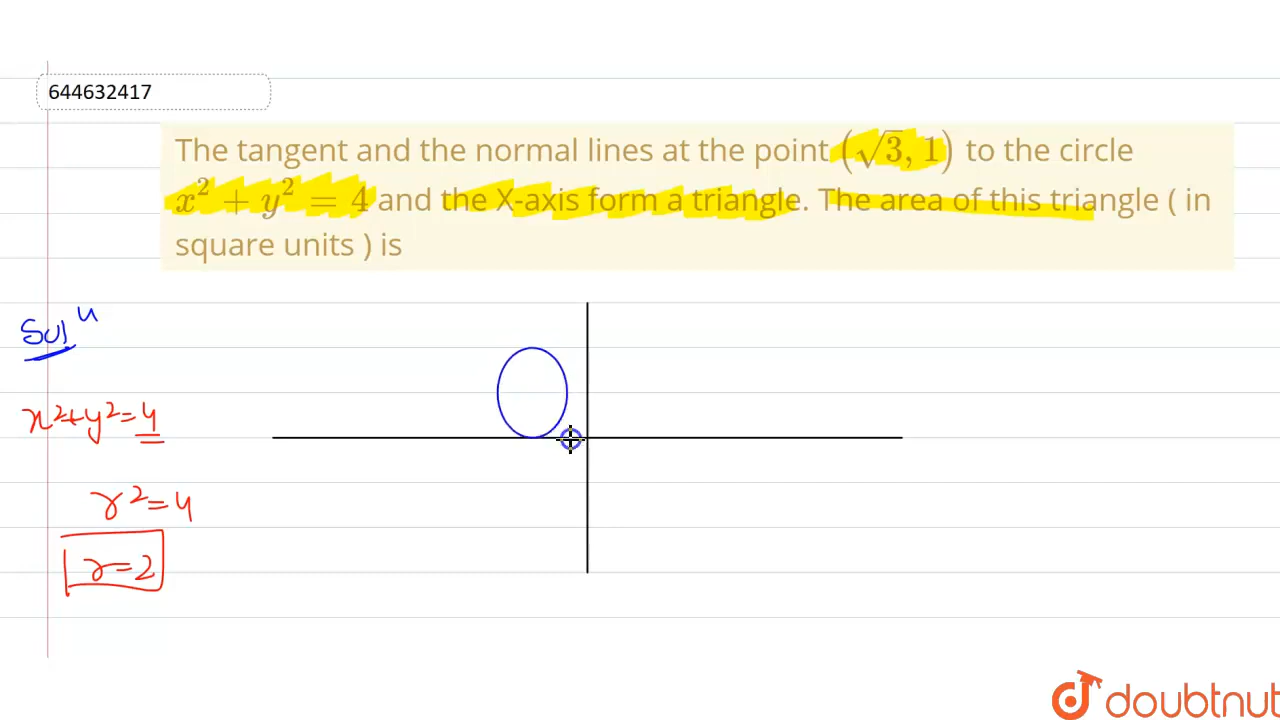 644632417
The tangent and the normal lines at the point (√3, 1) to the circle
x² + y² = 4 and the X-axis form a triangle. The area of this triangle ( in
square units ) is
Solⁿ
x²+y²=4
r²=4
r=2
doubtnut